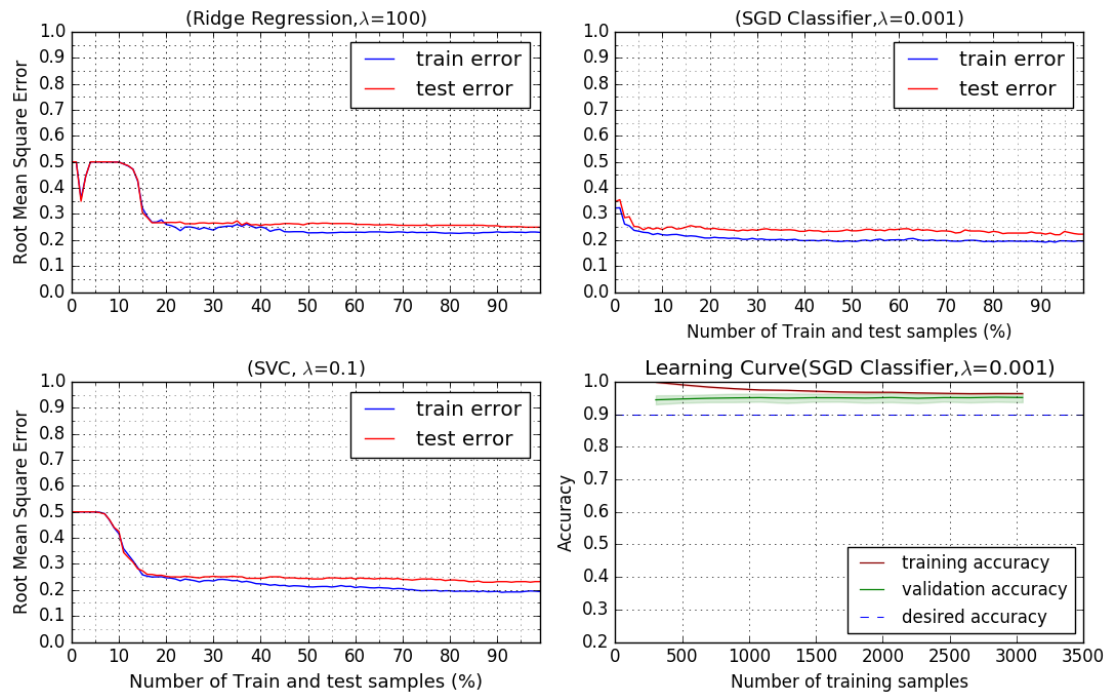 (Ridge Regression,λ=100)
1.0
0.9
0.8
0.7
0.6
0.5
0.4
0.3
0.2
0.1
0.0
Root Mean Square Error
train error
test error
0 10 20 30 40 50 60 70 80 90
(SGD Classifier,λ=0.001)
1.0
0.9
0.8
0.7
0.6
0.5
0.4
0.3
0.2
0.1
0.0
train error
test error
0 10 20 30 40 50 60 70 80 90
Number of Train and test samples (%)
(SVC, λ=0.1)
1.0
0.9
0.8
0.7
0.6
0.5
0.4
0.3
0.2
0.1
0.0
Root Mean Square Error
train error
test error
0 10 20 30 40 50 60 70 80 90
Number of Train and test samples (%)
Learning Curve(SGD Classifier,λ=0.001)
1.0
0.9
0.8
0.7
0.6
0.5
0.4
0.3
0.2
Accuracy
training accuracy
validation accuracy
desired accuracy
0 500 1000 1500 2000 2500 3000 3500
Number of training samples